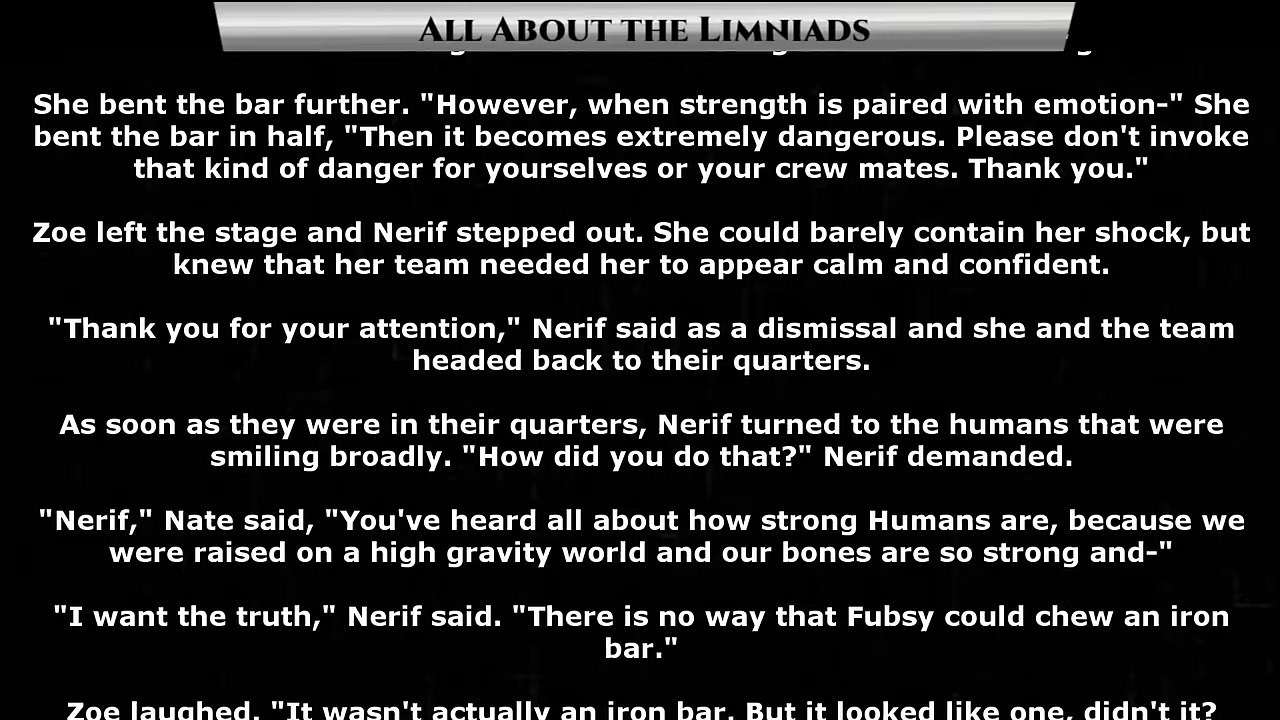 All About the Limniads
She bent the bar further. "However, when strength is paired with emotion-" She
bent the bar in half, "Then it becomes extremely dangerous. Please don't invoke
that kind of danger for yourselves or your crew mates. Thank you."
Zoe left the stage and Nerif stepped out. She could barely contain her shock, but
knew that her team needed her to appear calm and confident.
"Thank you for your attention," Nerif said as a dismissal and she and the team
headed back to their quarters.
As soon as they were in their quarters, Nerif turned to the humans that were
smiling broadly. "How did you do that?" Nerif demanded.
"Nerif," Nate said, "You've heard all about how strong Humans are, because we
were raised on a high gravity world and our bones are so strong and-"
"I want the truth," Nerif said. "There is no way that Fubsy could chew an iron
bar."
Zoe laughed. "It wasn't actually an iron bar. But it looked like one, didn't it?